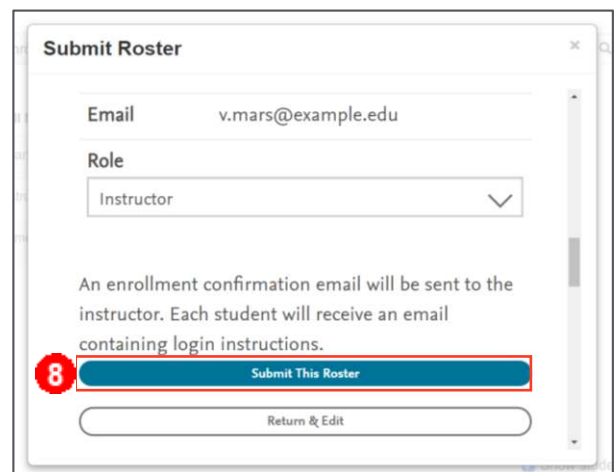 Submit Roster
×
Email v.mars@example.edu
Role
Instructor
An enrollment confirmation email will be sent to the
instructor. Each student will receive an email
containing login instructions.
8 Submit This Roster
Return & Edit